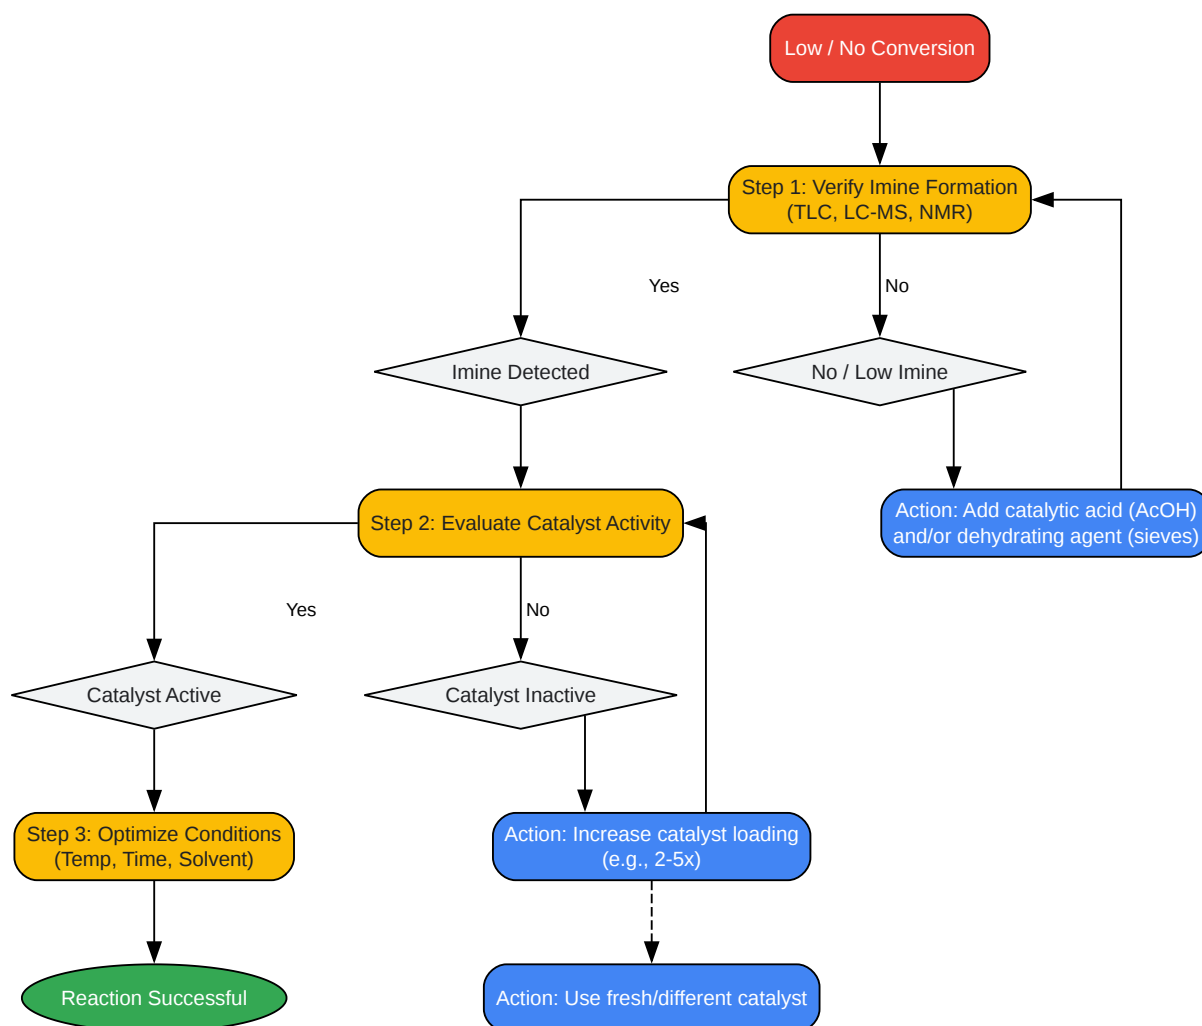 Low / No Conversion
Step 1: Verify Imine Formation
(TLC, LC-MS, NMR)
Yes
No
Imine Detected
No / Low Imine
Step 2: Evaluate Catalyst Activity
Action: Add catalytic acid (AcOH)
and/or dehydrating agent (sieves)
Yes
No
Catalyst Active
Catalyst Inactive
Step 3: Optimize Conditions
(Temp, Time, Solvent)
Action: Increase catalyst loading
(e.g., 2-5x)
Reaction Successful
Action: Use fresh/different catalyst